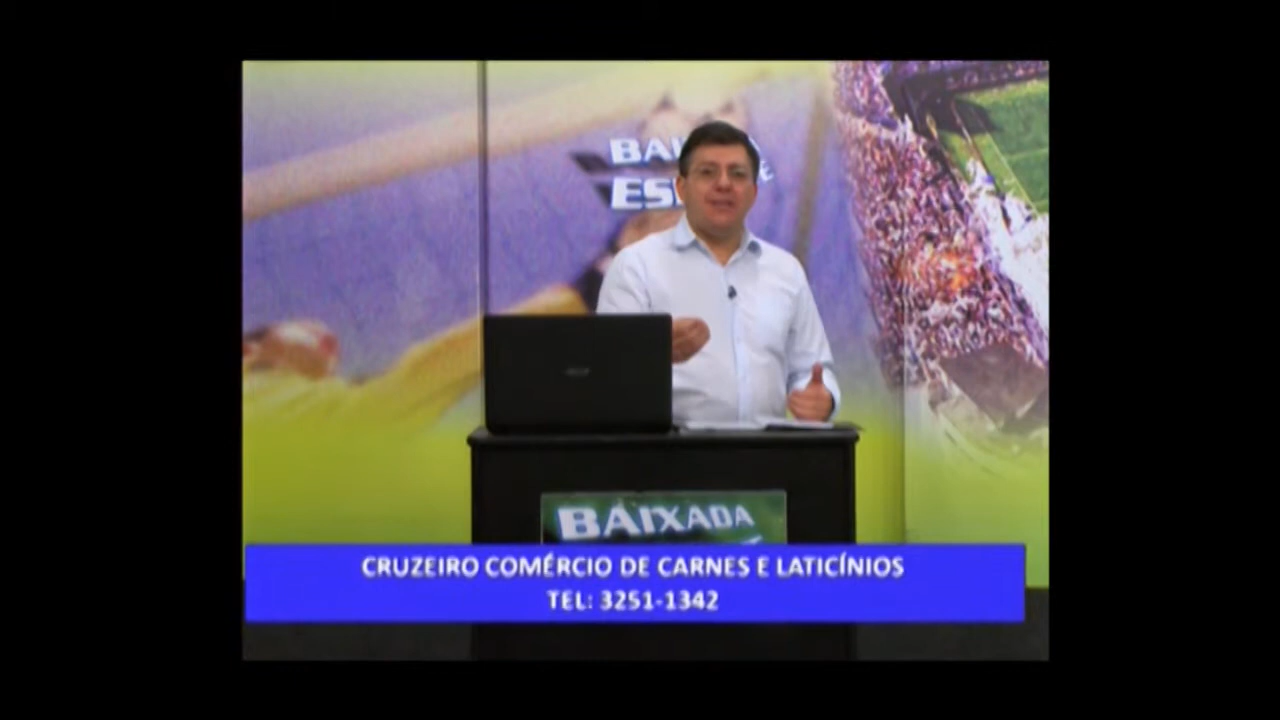 BAIXADA
CRUZEIRO COMÉRCIO DE CARNES E LATICÍNIOS
TEL: 3251-1342